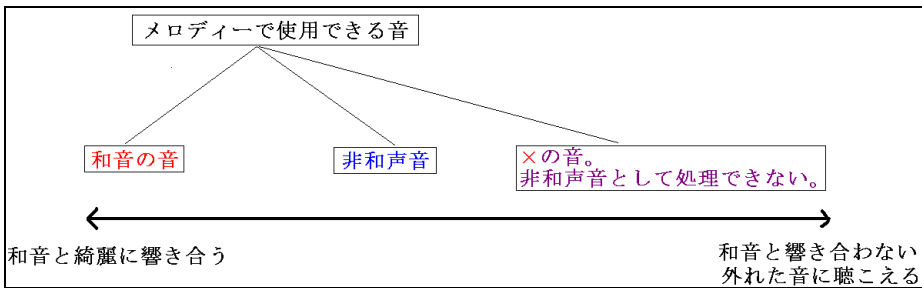 メロディーで使用できる音
和音の音
非和声音
×の音。
非和声音として処理できない。
和音と綺麗に響き合う
和音と響き合わない
外れた音に聴こえる